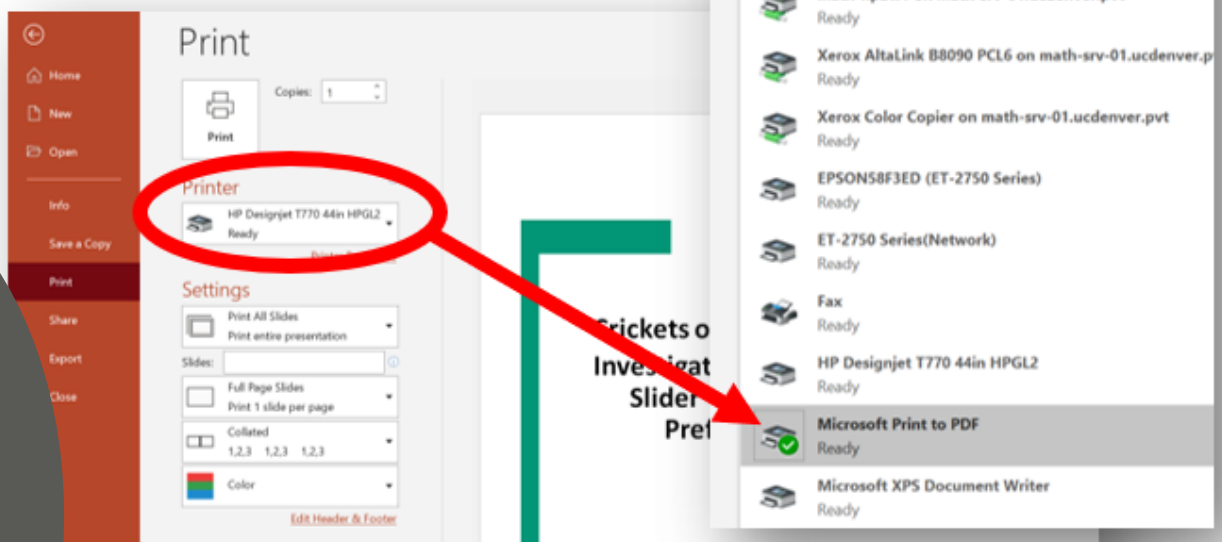 Print
Home
New
Open
Info
Save a Copy
Print
Share
Export
Close
Copies: 1
Print
Printer
HP Designjet T770 44in HPGL2
Ready
Settings
Print All Slides
Print entire presentation
Slides:
Full Page Slides
Print 1 slide per page
Collated
1,2,3 1,2,3 1,2,3
Color
Edit Header & Footer
Crickets o
Investigat
Slider
Pref
Ready
Xerox AltaLink B8090 PCL6 on math-srv-01.ucdenver.p
Ready
Xerox Color Copier on math-srv-01.ucdenver.pvt
Ready
EPSON58F3ED (ET-2750 Series)
Ready
ET-2750 Series(Network)
Ready
Fax
Ready
HP Designjet T770 44in HPGL2
Ready
Microsoft Print to PDF
Ready
Microsoft XPS Document Writer
Ready